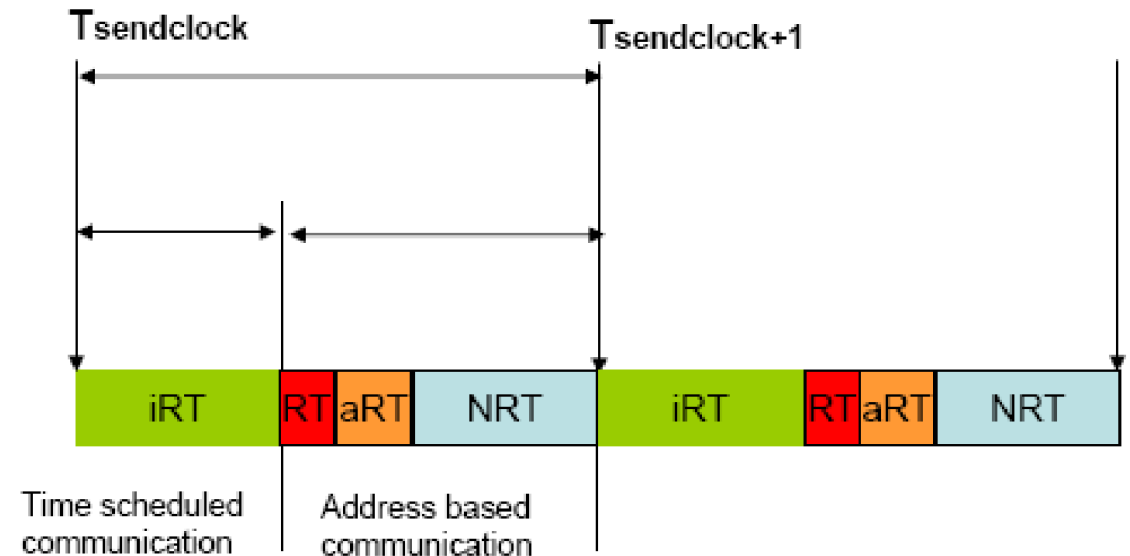 Tsendclock
Tsendclock+1
iRT RT aRT NRT iRT RT aRT NRT
Time scheduled
communication
Address based
communication